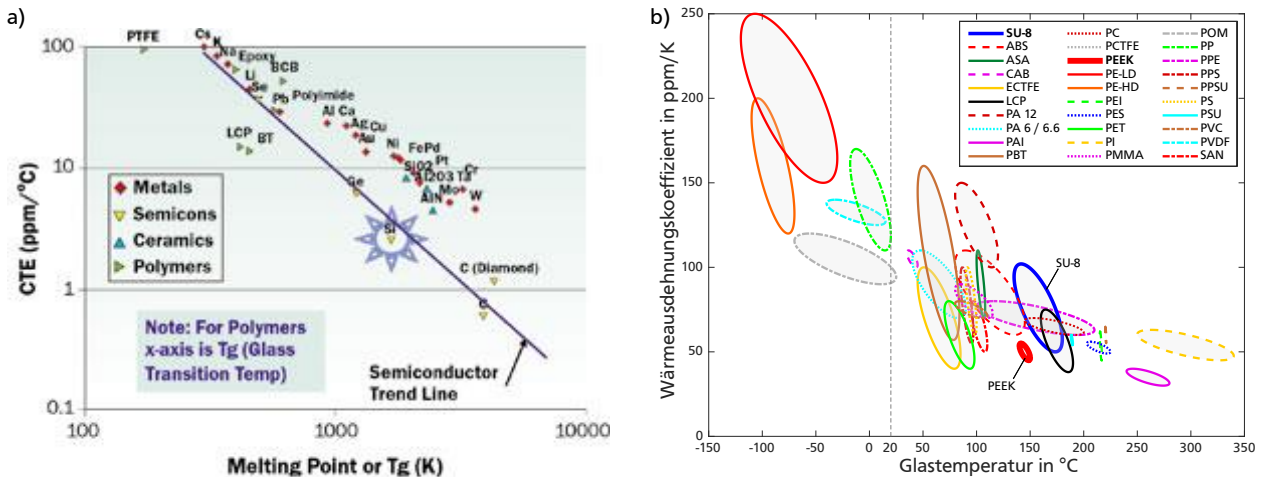 a)
CTE (ppm/°C)
100
10
1
0.1
PTFE
Cs
K
Na
Epoxy
Li
BCB
Se
Pb
Polyimide
LCP
BT
Al
Ca
Ag
Cu
Au
Ni
FePd
SiO2
Pt
Al2O3
Ta
Cr
Mo
AlN
W
Ge
Si
C (Diamond)
C
Metals
Semicons
Ceramics
Polymers
Note: For Polymers
x-axis is Tg (Glass
Transition Temp)
Semiconductor
Trend Line
100
1000
10000
Melting Point or Tg (K)
b)
Wärmeausdehnungskoeffizient in ppm/K
250
200
150
100
50
0
SU-8
ABS
ASA
CAB
ECTFE
LCP
PA 12
PA 6 / 6.6
PAI
PBT
PC
PCTFE
PEEK
PE-LD
PE-HD
PEI
PES
PET
PI
PMMA
POM
PP
PPE
PPS
PPSU
PS
PSU
PVC
PVDF
SAN
SU-8
PEEK
-150
-100
-50
0
20
50
100
150
200
250
300
350
Glastemperatur in °C